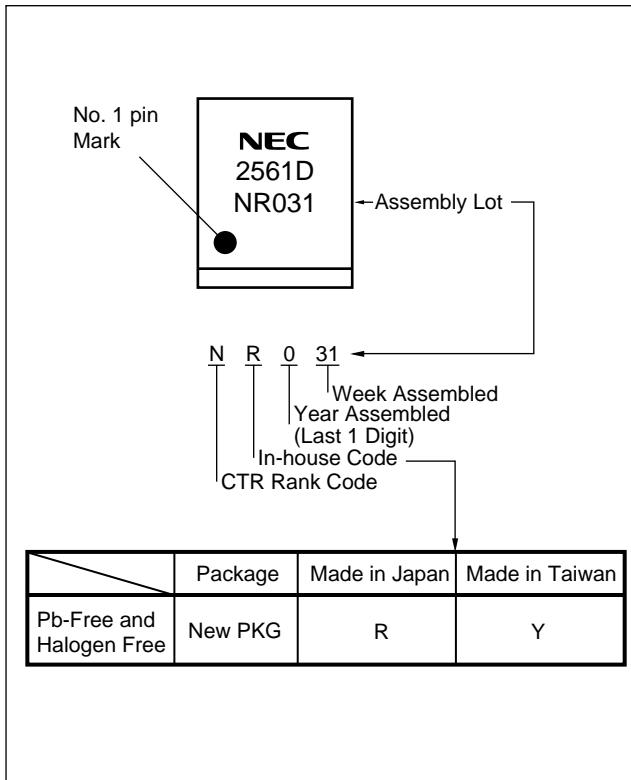 No. 1 pin
Mark
NEC
2561D
NR031
Assembly Lot
N R 0 31
Week Assembled
Year Assembled
(Last 1 Digit)
In-house Code
CTR Rank Code
Package Made in Japan Made in Taiwan
Pb-Free and
Halogen Free New PKG R Y